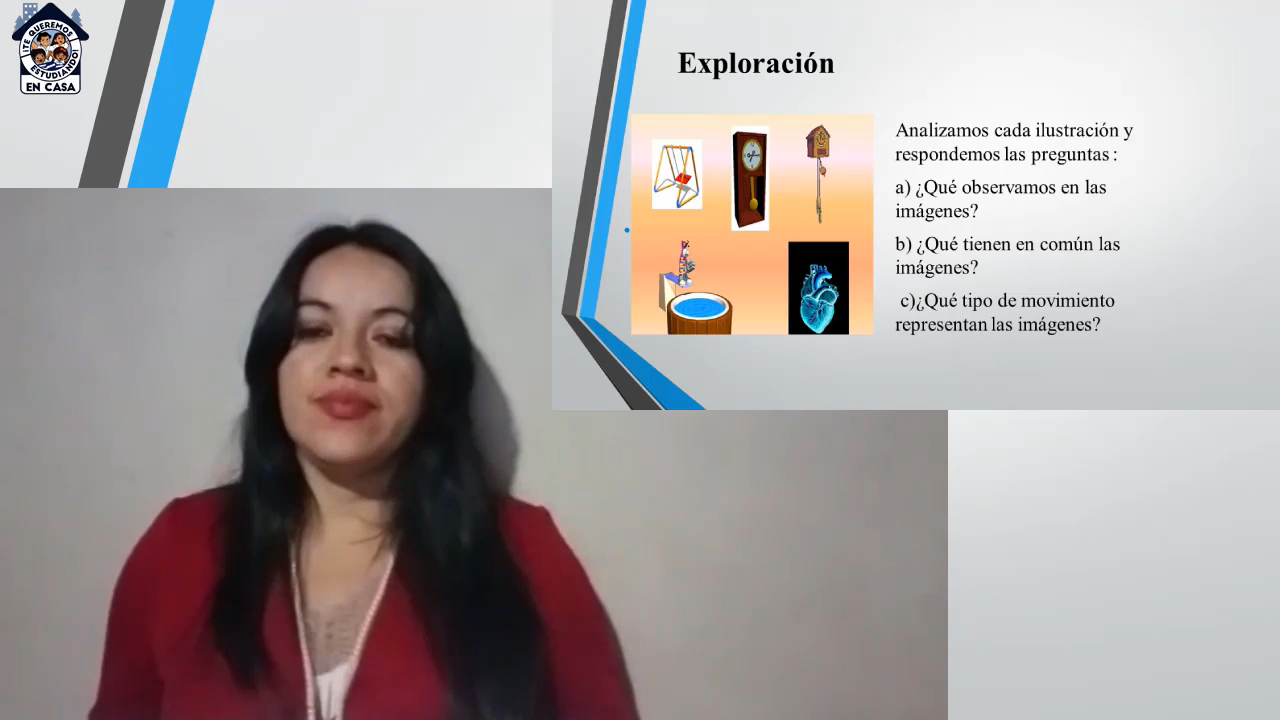 ¡TE QUEREMOS
ESTUDIANDO!
EN CASA
Exploración
Analizamos cada ilustración y
respondemos las preguntas :
a) ¿Qué observamos en las
imágenes?
b) ¿Qué tienen en común las
imágenes?
c)¿Qué tipo de movimiento
representan las imágenes?